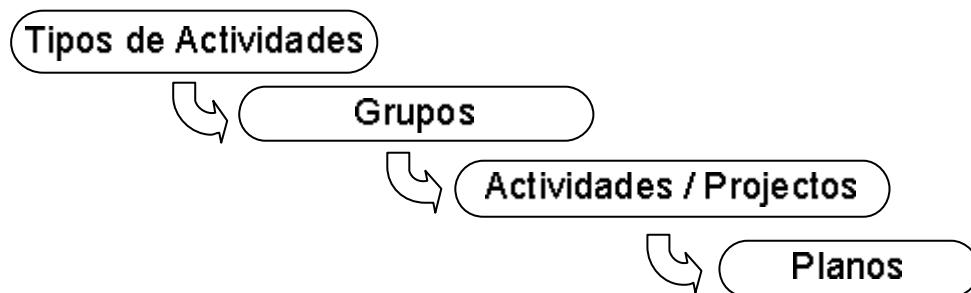 Tipos de Actividades
Grupos
Actividades / Projectos
Planos